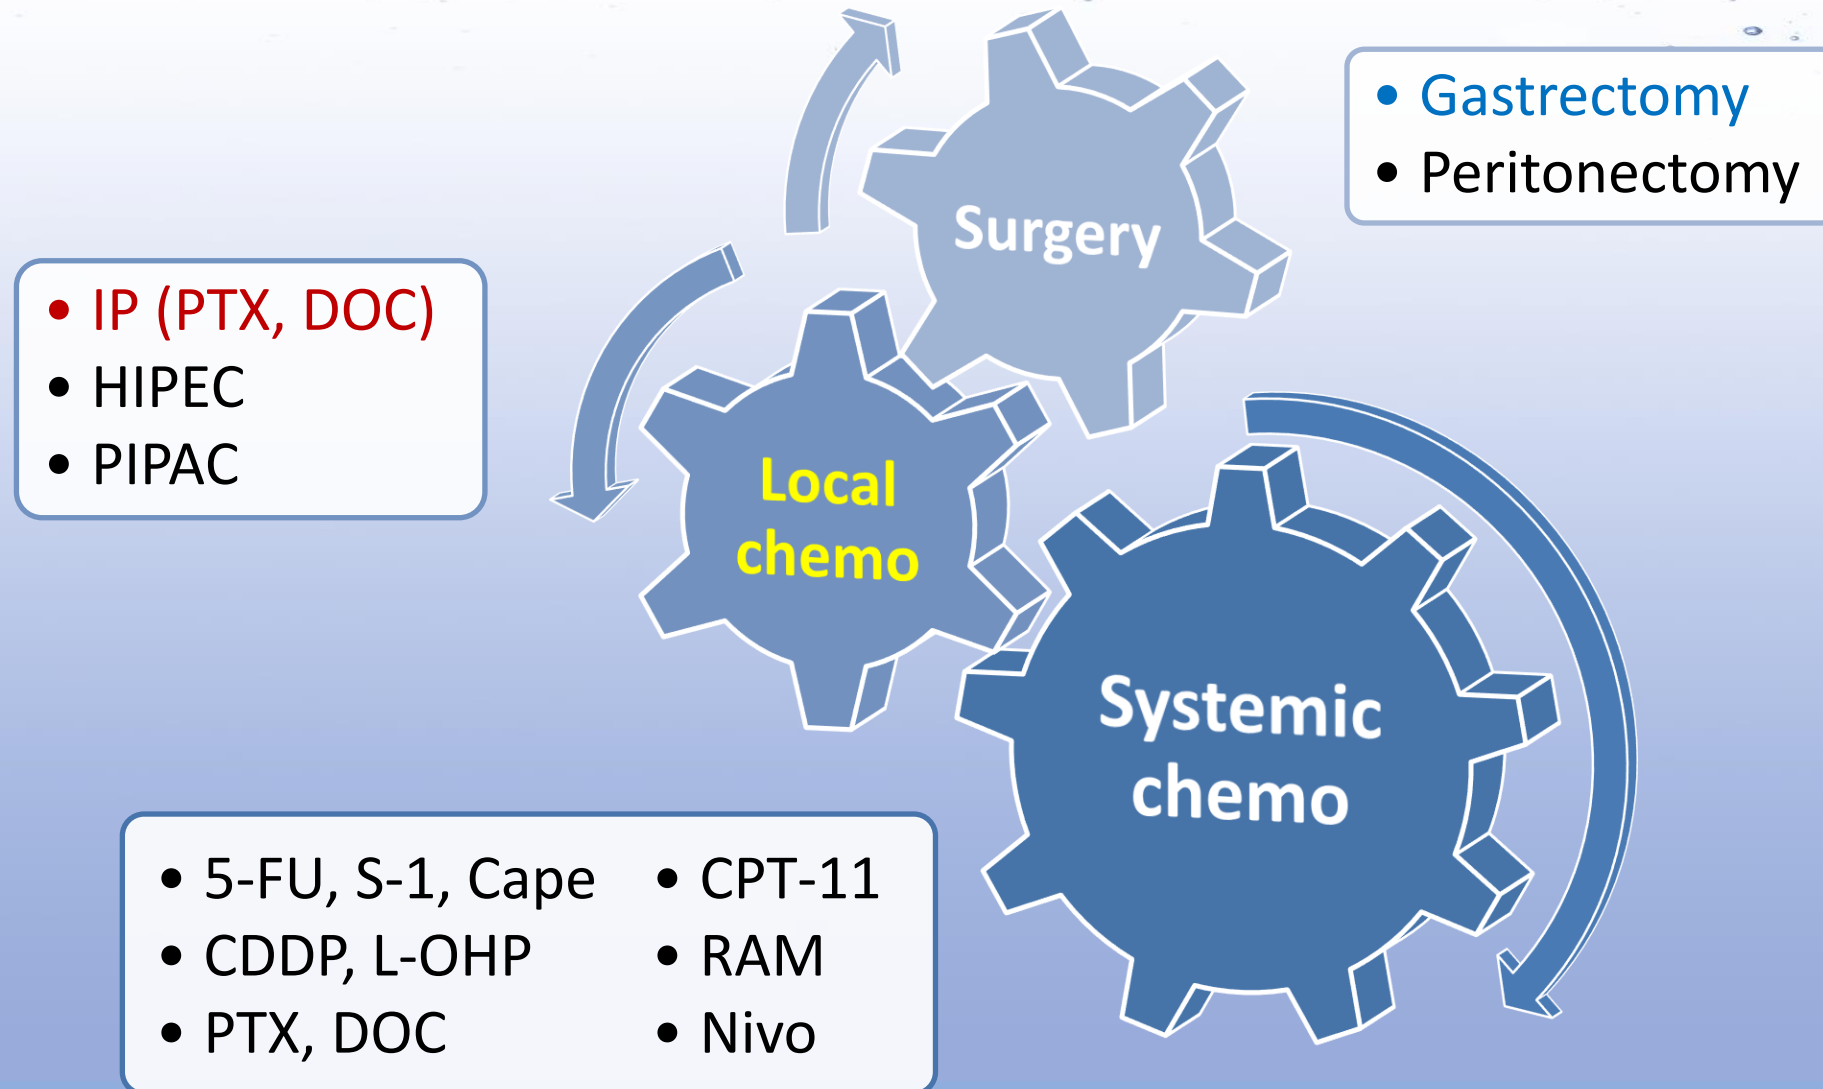 Surgery
• Gastrectomy
• Peritonectomy
• IP (PTX, DOC)
• HIPEC
• PIPAC
Local
chemo
Systemic
chemo
• 5-FU, S-1, Cape
• CDDP, L-OHP
• PTX, DOC
• CPT-11
• RAM
• Nivo